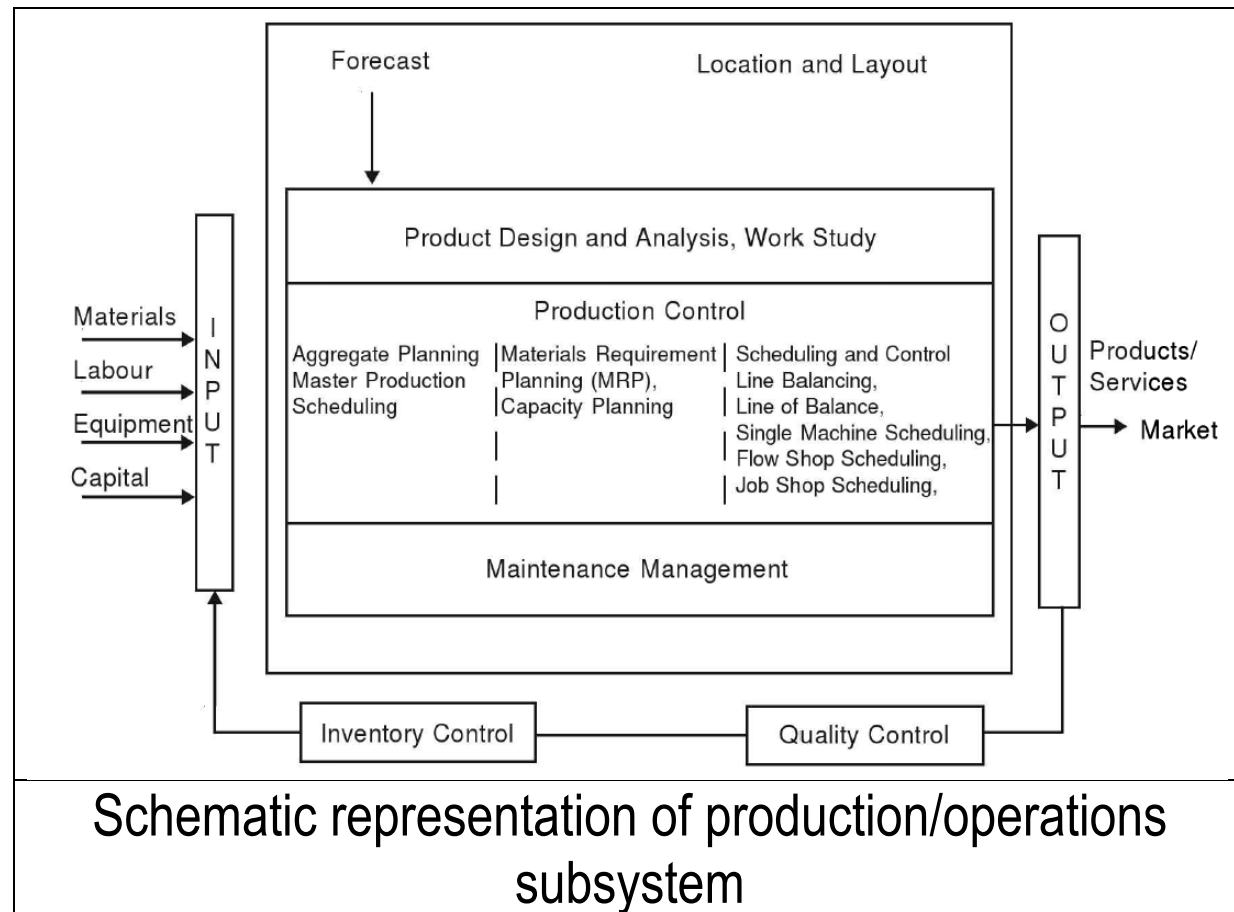 Forecast
Location and Layout
Product Design and Analysis, Work Study
Materials
Labour
Equipment
Capital
INPUT
Production Control
Aggregate Planning
Master Production
Scheduling
Materials Requirement
Planning (MRP),
Capacity Planning
Scheduling and Control
Line Balancing,
Line of Balance,
Single Machine Scheduling,
Flow Shop Scheduling,
Job Shop Scheduling,
Maintenance Management
OUTPUT
Products/
Services
Market
Inventory Control
Quality Control
Schematic representation of production/operations
subsystem